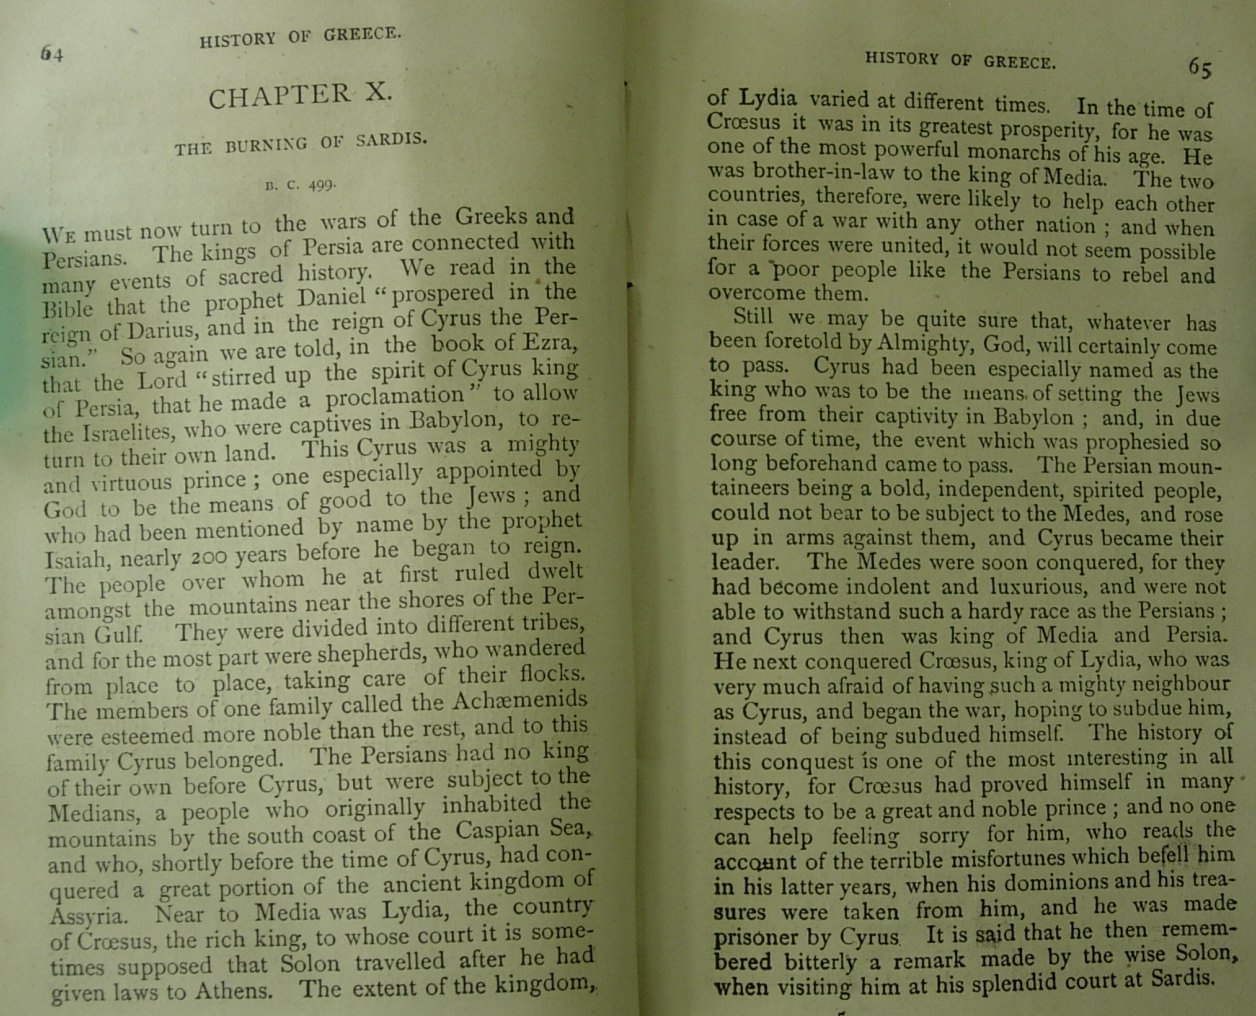 64
HISTORY OF GREECE.
CHAPTER X.
THE BURNING OF SARDIS.
B. C. 499.
WE must now turn to the wars of the Greeks and
Persians. The kings of Persia are connected with
many events of sacred history. We read in the
Bible that the prophet Daniel "prospered in the
reign of Darius, and in the reign of Cyrus the Per-
sian." So again we are told, in the book of Ezra,
that the Lord "stirred up the spirit of Cyrus king
of Persia, that he made a proclamation" to allow
the Israelites, who were captives in Babylon, to re-
turn to their own land. This Cyrus was a mighty
and virtuous prince; one especially appointed by
God to be the means of good to the Jews; and
who had been mentioned by name by the prophet
Isaiah, nearly 200 years before he began to reign.
The people over whom he at first ruled dwelt
amongst the mountains near the shores of the Per-
sian Gulf. They were divided into different tribes,
and for the most part were shepherds, who wandered
from place to place, taking care of their flocks.
The members of one family called the Achæmenids
were esteemed more noble than the rest, and to this
family Cyrus belonged. The Persians had no king
of their own before Cyrus, but were subject to the
Medians, a people who originally inhabited the
mountains by the south coast of the Caspian Sea,
and who, shortly before the time of Cyrus, had con-
quered a great portion of the ancient kingdom of
Assyria. Near to Media was Lydia, the country
of Crœsus, the rich king, to whose court it is some-
times supposed that Solon travelled after he had
given laws to Athens. The extent of the kingdom,
HISTORY OF GREECE.
65
of Lydia varied at different times. In the time of
Crœsus it was in its greatest prosperity, for he was
one of the most powerful monarchs of his age. He
was brother-in-law to the king of Media. The two
countries, therefore, were likely to help each other
in case of a war with any other nation; and when
their forces were united, it would not seem possible
for a poor people like the Persians to rebel and
overcome them.
Still we may be quite sure that, whatever has
been foretold by Almighty, God, will certainly come
to pass. Cyrus had been especially named as the
king who was to be the means of setting the Jews
free from their captivity in Babylon; and, in due
course of time, the event which was prophesied so
long beforehand came to pass. The Persian moun-
taineers being a bold, independent, spirited people,
could not bear to be subject to the Medes, and rose
up in arms against them, and Cyrus became their
leader. The Medes were soon conquered, for they
had become indolent and luxurious, and were not
able to withstand such a hardy race as the Persians;
and Cyrus then was king of Media and Persia.
He next conquered Crœsus, king of Lydia, who was
very much afraid of having such a mighty neighbour
as Cyrus, and began the war, hoping to subdue him,
instead of being subdued himself. The history of
this conquest is one of the most interesting in all
history, for Crœsus had proved himself in many
respects to be a great and noble prince; and no one
can help feeling sorry for him, who reads the
account of the terrible misfortunes which befell him
in his latter years, when his dominions and his trea-
sures were taken from him, and he was made
prisoner by Cyrus. It is said that he then remem-
bered bitterly a remark made by the wise Solon,
when visiting him at his splendid court at Sardis.